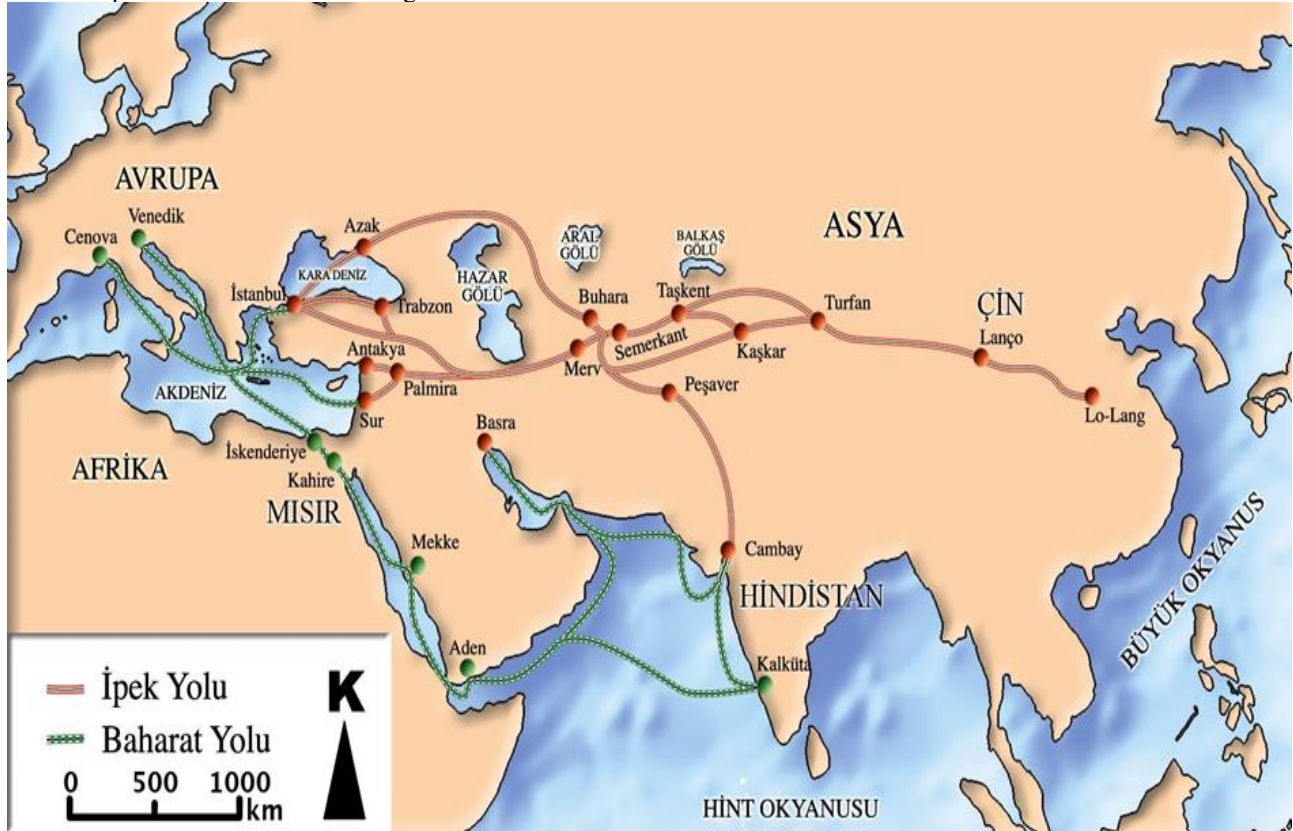 AVRUPA
Venedik
Cenova
Azak
ASYA
ARAL
GÖLÜ
BALKAŞ
GÖLÜ
KARA DENİZ
HAZAR
GÖLÜ
İstanbul
Trabzon
Buhara
Taşkent
Turfan
ÇİN
Lanço
Semerkant
Kaşkar
Antakya
Merv
Palmira
Peşaver
AKDENİZ
Sur
Lo-Lang
Basra
İskenderiye
AFRİKA
Kahire
MISIR
Mekke
Cambay
HİNDİSTAN
BÜYÜK OKYANUS
Aden
Kalküta
İpek Yolu
K
Baharat Yolu
0 500 1000
km
HİNT OKYANUSU